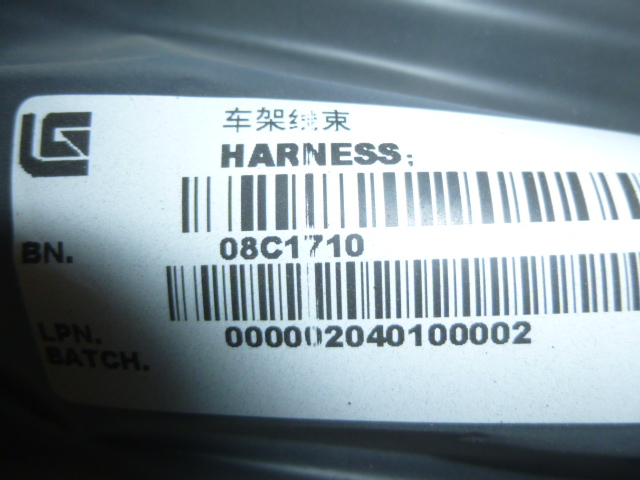 车架线束
HARNESS;
BN. 08C1710
LPN. 000002040100002
BATCH.